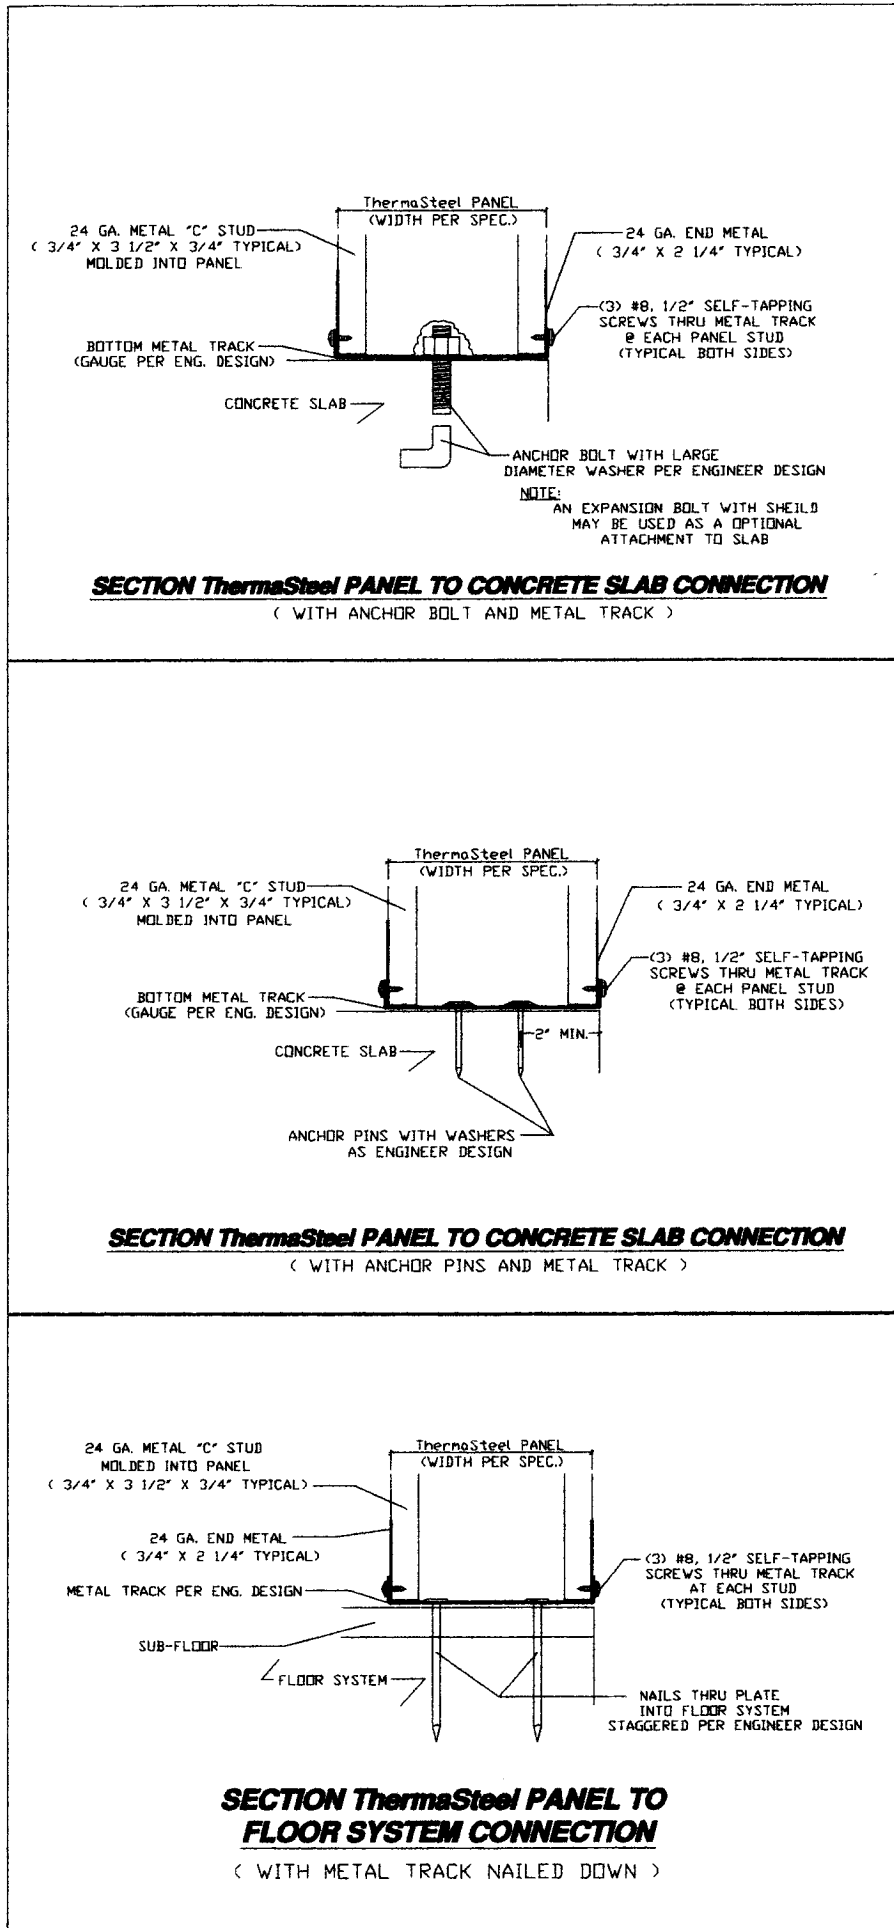 ThermaSteel PANEL
(WIDTH PER SPEC.)
24 GA. METAL "C" STUD
( 3/4" X 3 1/2" X 3/4" TYPICAL)
MOLDED INTO PANEL
24 GA. END METAL
( 3/4" X 2 1/4" TYPICAL)
(3) #8, 1/2" SELF-TAPPING
SCREWS THRU METAL TRACK
@ EACH PANEL STUD
(TYPICAL BOTH SIDES)
BOTTOM METAL TRACK
(GAUGE PER ENG. DESIGN)
CONCRETE SLAB
ANCHOR BOLT WITH LARGE
DIAMETER WASHER PER ENGINEER DESIGN
NOTE:
AN EXPANSION BOLT WITH SHEILD
MAY BE USED AS A OPTIONAL
ATTACHMENT TO SLAB
SECTION ThermaSteel PANEL TO CONCRETE SLAB CONNECTION
( WITH ANCHOR BOLT AND METAL TRACK )
ThermaSteel PANEL
(WIDTH PER SPEC.)
24 GA. METAL "C" STUD
( 3/4" X 3 1/2" X 3/4" TYPICAL)
MOLDED INTO PANEL
24 GA. END METAL
( 3/4" X 2 1/4" TYPICAL)
(3) #8, 1/2" SELF-TAPPING
SCREWS THRU METAL TRACK
@ EACH PANEL STUD
(TYPICAL BOTH SIDES)
BOTTOM METAL TRACK
(GAUGE PER ENG. DESIGN)
2" MIN.
CONCRETE SLAB
ANCHOR PINS WITH WASHERS
AS ENGINEER DESIGN
SECTION ThermaSteel PANEL TO CONCRETE SLAB CONNECTION
( WITH ANCHOR PINS AND METAL TRACK )
ThermaSteel PANEL
(WIDTH PER SPEC.)
24 GA. METAL "C" STUD
MOLDED INTO PANEL
( 3/4" X 3 1/2" X 3/4" TYPICAL)
24 GA. END METAL
( 3/4" X 2 1/4" TYPICAL)
METAL TRACK PER ENG. DESIGN
(3) #8, 1/2" SELF-TAPPING
SCREWS THRU METAL TRACK
AT EACH STUD
(TYPICAL BOTH SIDES)
SUB-FLOOR
FLOOR SYSTEM
NAILS THRU PLATE
INTO FLOOR SYSTEM
STAGGERED PER ENGINEER DESIGN
SECTION ThermaSteel PANEL TO
FLOOR SYSTEM CONNECTION
( WITH METAL TRACK NAILED DOWN )